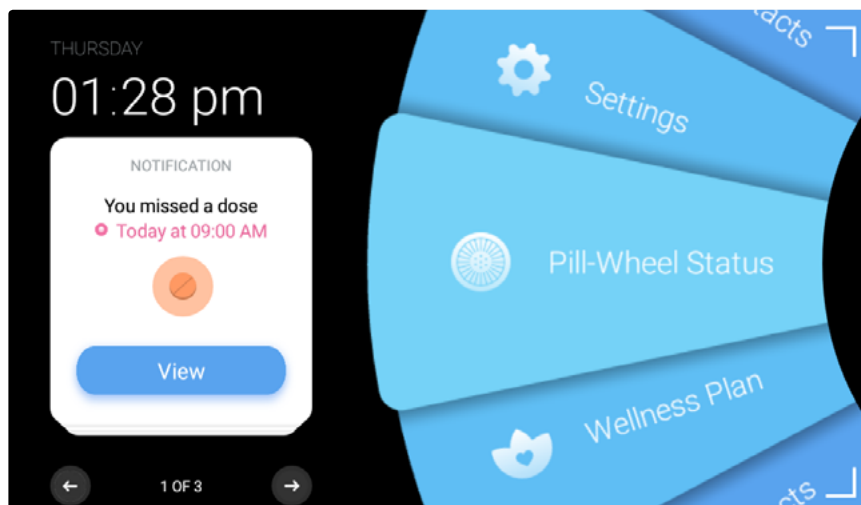 THURSDAY
01:28 pm
NOTIFICATION
You missed a dose
Today at 09:00 AM
View
1 OF 3
Settings
Pill-Wheel Status
Wellness Plan